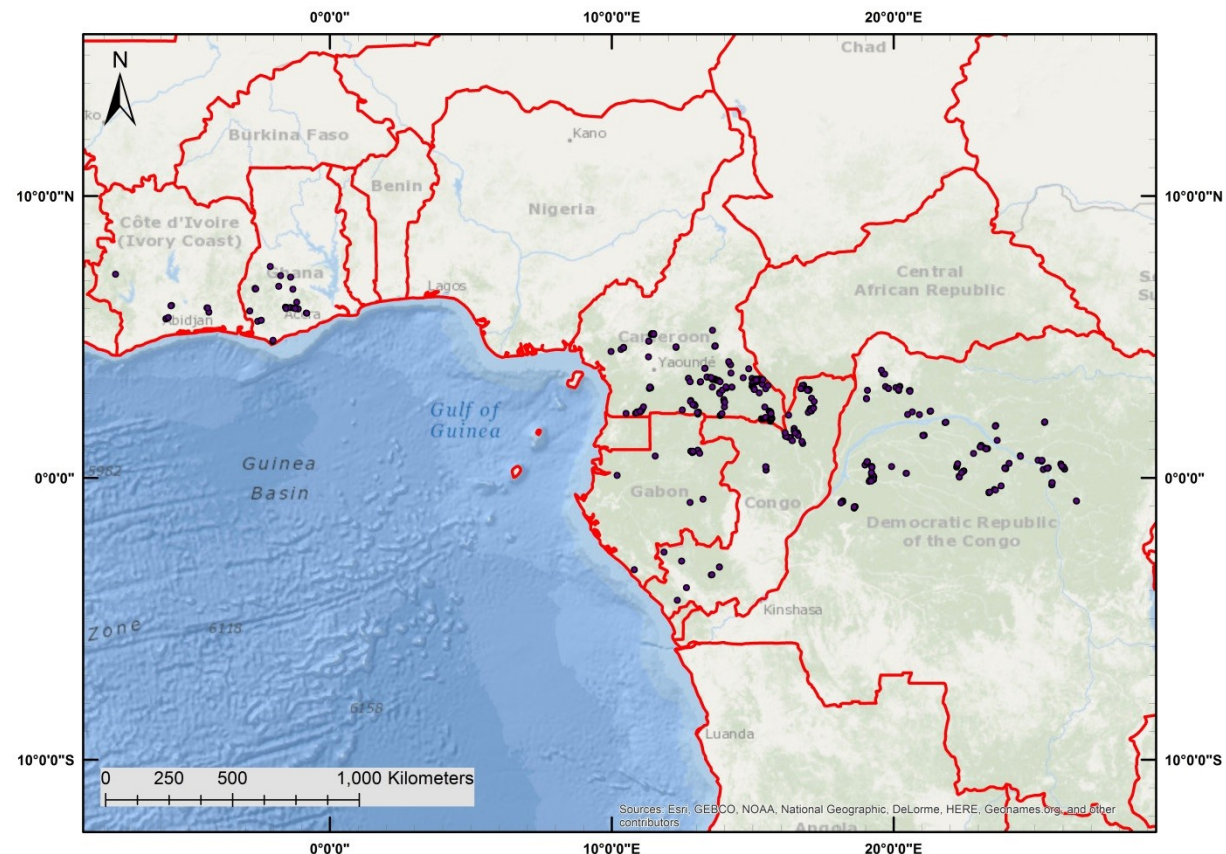 0°0'0"
10°0'0"E
20°0'0"E
N
Chad
ko
Burkina Faso
Kano
10°0'0"N
10°0'0"N
Benin
Nigeria
Côte d'Ivoire
(Ivory Coast)
Ghana
Central
African Republic
Lagos
Abidjan
Accra
Cameroon
Yaoundé
Gulf of
Guinea
5982
Guinea
Basin
0°0'0"
0°0'0"
Gabon
Congo
Democratic Republic
of the Congo
Kinshasa
Zone
6118
6158
Luanda
10°0'0"S
10°0'0"S
0 250 500 1,000 Kilometers
Sources: Esri, GEBCO, NOAA, National Geographic, DeLorme, HERE, Geonames.org, and other
contributors
Angola
0°0'0"
10°0'0"E
20°0'0"E